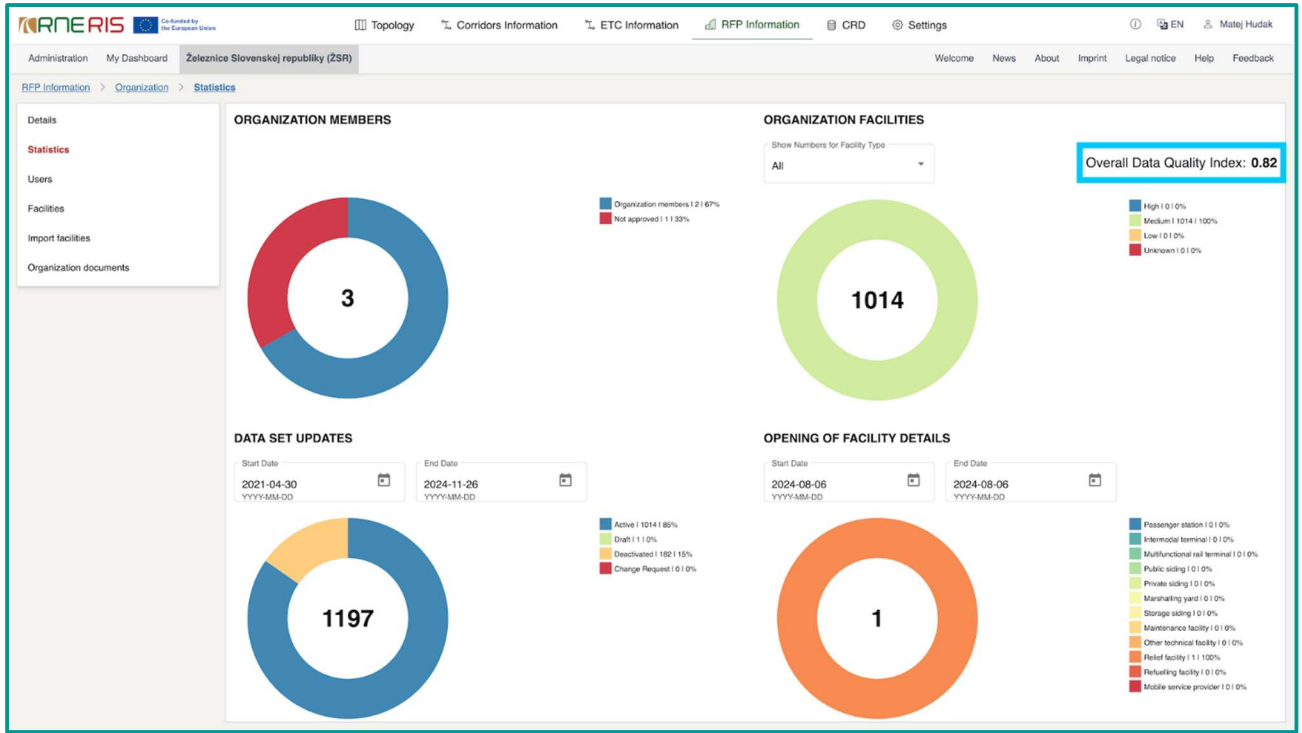 RNERIS
Co-funded by
the European Union
Topology
Corridors Information
ETC Information
RFP Information
CRD
Settings
EN
Matej Hudak
Administration
My Dashboard
Železnice Slovenskej republiky (ŽSR)
Welcome
News
About
Imprint
Legal notice
Help
Feedback
RFP Information > Organization > Statistics
Details
Statistics
Users
Facilities
Import facilities
Organization documents
ORGANIZATION MEMBERS
Organization members | 2 | 67%
Not approved | 1 | 33%
3
ORGANIZATION FACILITIES
Show Numbers for Facility Type
All
Overall Data Quality Index: 0.82
High | 0 | 0%
Medium | 1014 | 100%
Low | 0 | 0%
Unknown | 0 | 0%
1014
DATA SET UPDATES
Start Date
2021-04-30
YYYY-MM-DD
End Date
2024-11-26
YYYY-MM-DD
Active | 1014 | 85%
Draft | 1 | 0%
Deactivated | 182 | 15%
Change Request | 0 | 0%
1197
OPENING OF FACILITY DETAILS
Start Date
2024-08-06
YYYY-MM-DD
End Date
2024-08-06
YYYY-MM-DD
Passenger station | 0 | 0%
Intermodal terminal | 0 | 0%
Multifunctional rail terminal | 0 | 0%
Public siding | 0 | 0%
Private siding | 0 | 0%
Marshalling yard | 0 | 0%
Storage siding | 0 | 0%
Maintenance facility | 0 | 0%
Other technical facility | 0 | 0%
Relief facility | 1 | 100%
Refuelling facility | 0 | 0%
Mobile service provider | 0 | 0%
1